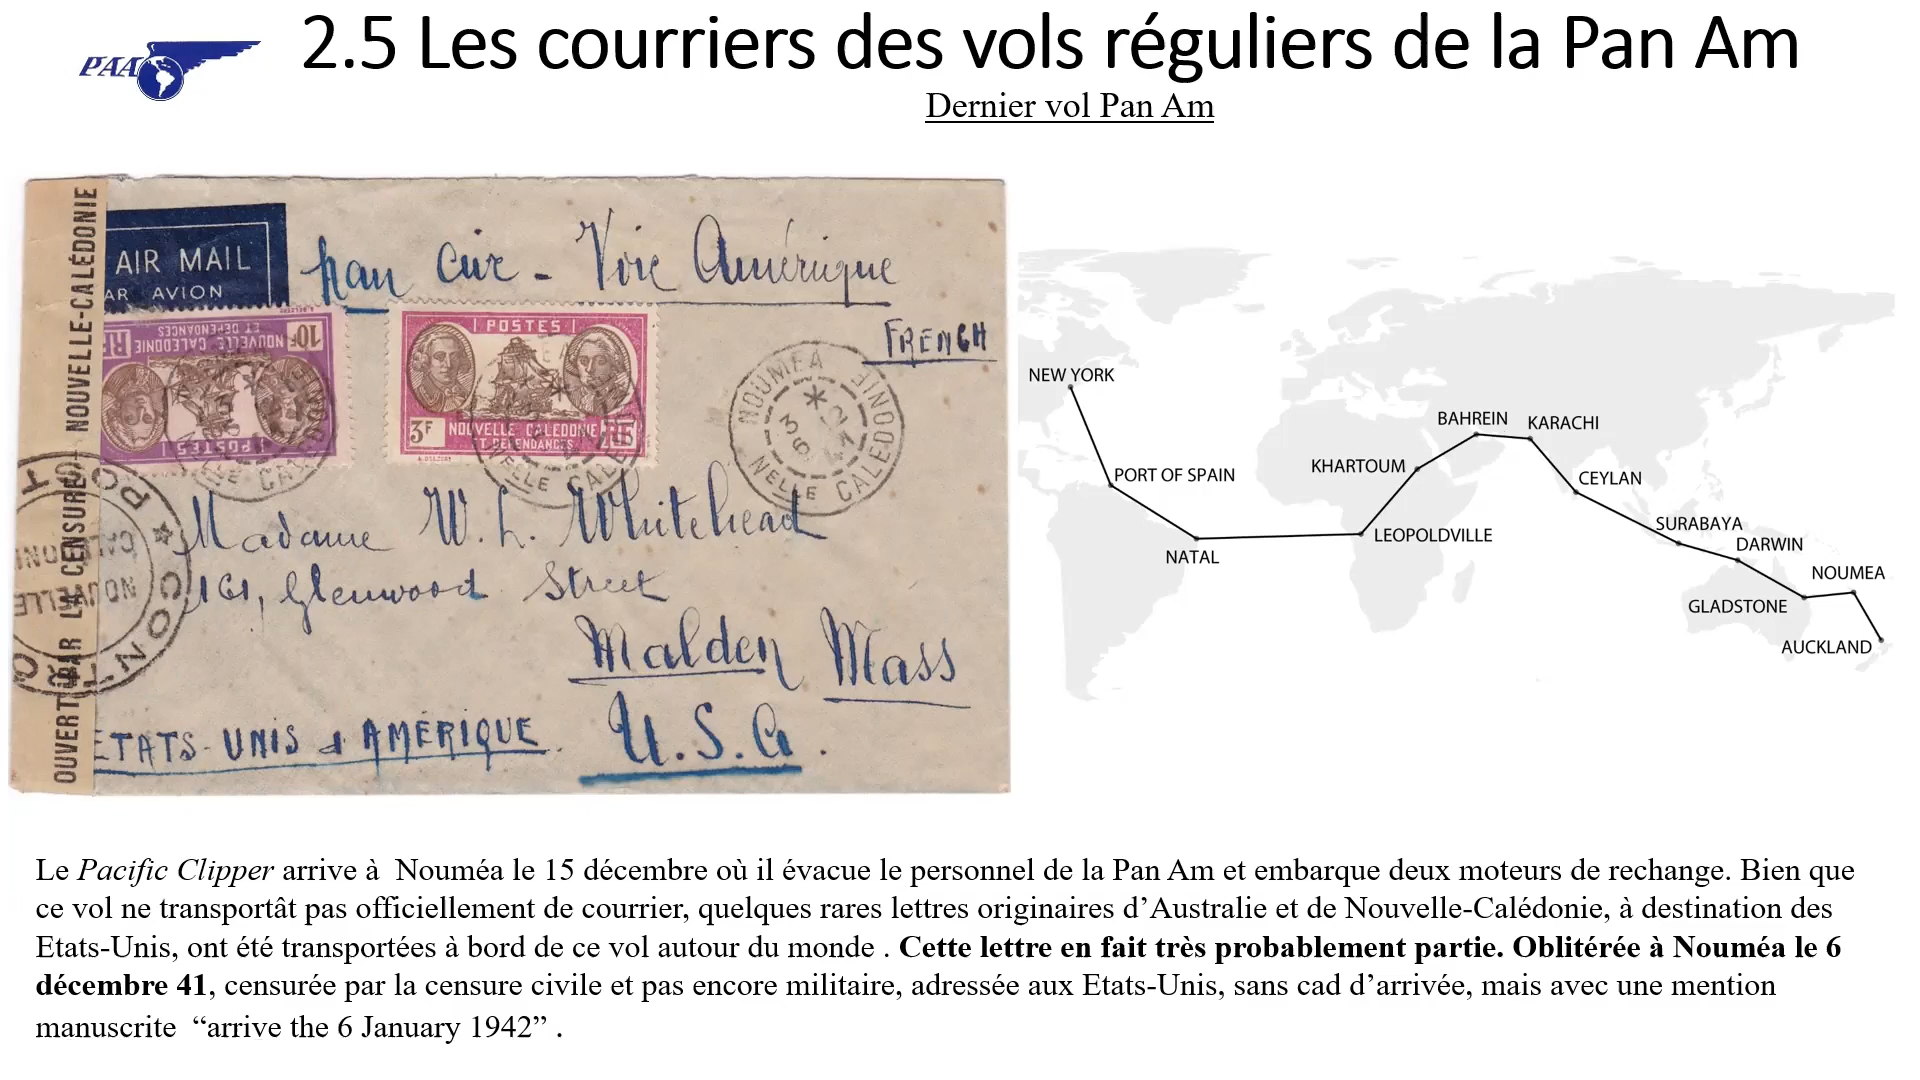 PAA
2.5 Les courriers des vols réguliers de la Pan Am
Dernier vol Pan Am
OUVERT PAR LA CENSURE - NOUVELLE-CALÉDONIE
AIR MAIL
AR AVION
Pan air - Voie Amérique
FRENCH
10F
NOUVELLE CALEDONIE
ET DEPENDANCES
RF
POSTES
POSTES
3F
NOUVELLE CALEDONIE
ET DEPENDANCES
NOUMEA
NELLE CALEDONIE
Madame W. L. Whitehead
161, Glenwood Street
Malden Mass
U.S.A.
ETATS-UNIS d'AMÉRIQUE.
NEW YORK
PORT OF SPAIN
NATAL
LEOPOLDVILLE
KHARTOUM
BAHREIN
KARACHI
CEYLAN
SURABAYA
DARWIN
GLADSTONE
NOUMEA
AUCKLAND
Le Pacific Clipper arrive à  Nouméa le 15 décembre où il évacue le personnel de la Pan Am et embarque deux moteurs de rechange. Bien que
ce vol ne transportât pas officiellement de courrier, quelques rares lettres originaires d’Australie et de Nouvelle-Calédonie, à destination des
Etats-Unis, ont été transportées à bord de ce vol autour du monde . Cette lettre en fait très probablement partie. Oblitérée à Nouméa le 6
décembre 41, censurée par la censure civile et pas encore militaire, adressée aux Etats-Unis, sans cad d’arrivée, mais avec une mention
manuscrite  “arrive the 6 January 1942” .